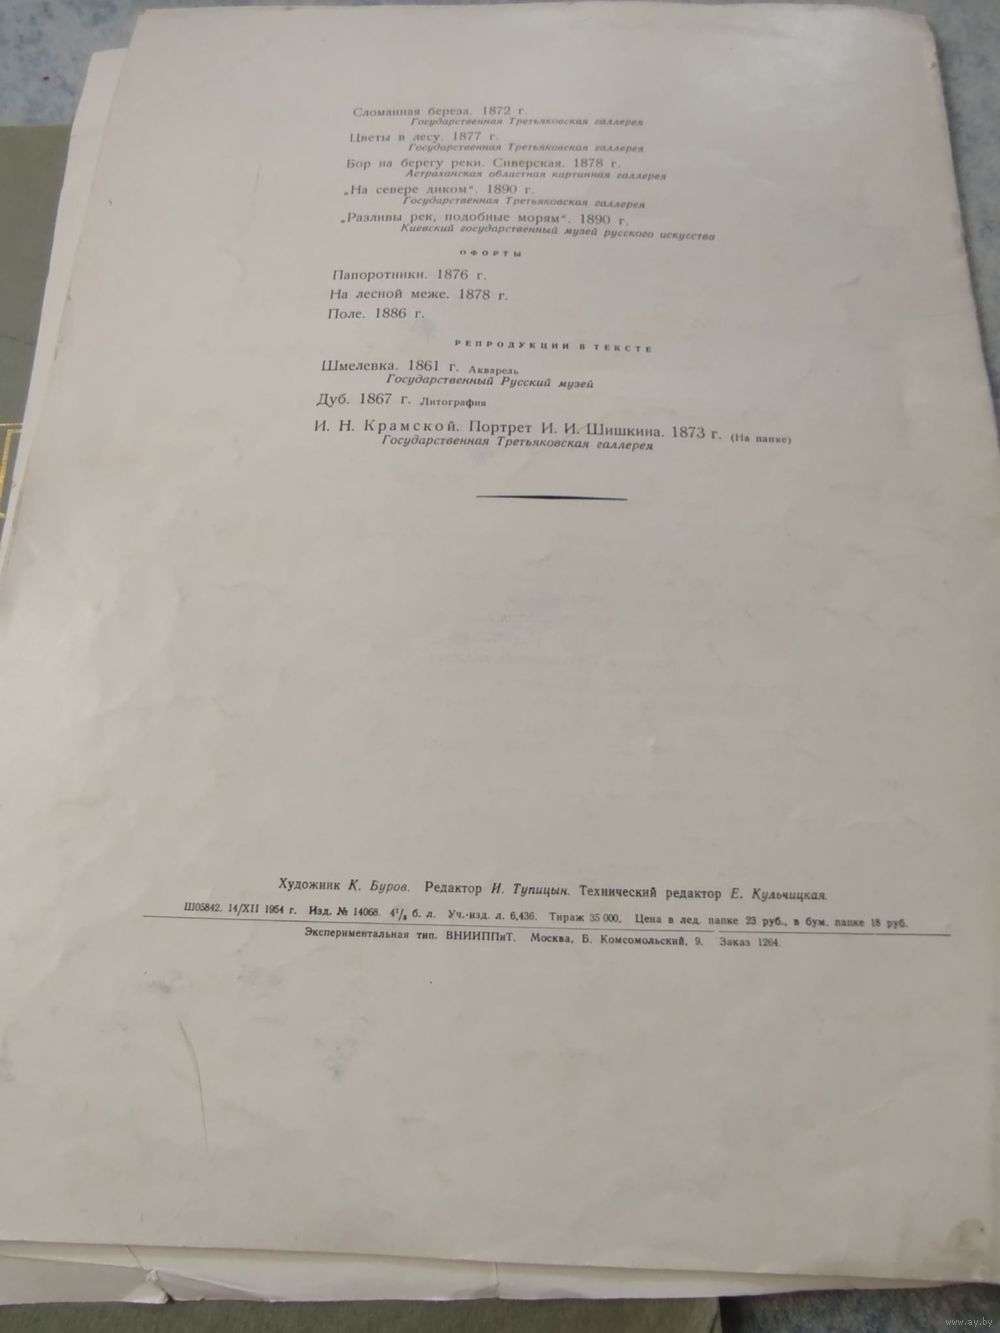 Сломанная береза. 1872 г.
Государственная Третьяковская галлерея
Цветы в лесу. 1877 г.
Государственная Третьяковская галлерея
Бор на берегу реки. Сиверская. 1878 г.
Астраханская областная картинная галлерея
„На севере диком“. 1890 г.
Государственная Третьяковская галлерея
„Разливы рек, подобные морям“. 1890 г.
Киевский государственный музей русского искусства
ОФОРТЫ
Папоротники. 1876 г.
На лесной меже. 1878 г.
Поле. 1886 г.
РЕПРОДУКЦИИ В ТЕКСТЕ
Шмелевка. 1861 г. Акварель
Государственный Русский музей
Дуб. 1867 г. Литография
И. Н. Крамской. Портрет И. И. Шишкина. 1873 г. (На папке)
Государственная Третьяковская галлерея
Художник К. Буров. Редактор И. Тупицын. Технический редактор Е. Кульчицкая.
Ш05842. 14/XII 1954 г. Изд. № 14068. б. л. Уч.-изд. л. 6,436. Тираж 35 000. Цена в лед. папке 23 руб., в бум. папке 18 руб.
Экспериментальная тип. ВНИИППиТ. Москва, Б. Комсомольский, 9. Заказ 1264.
www.ay.by